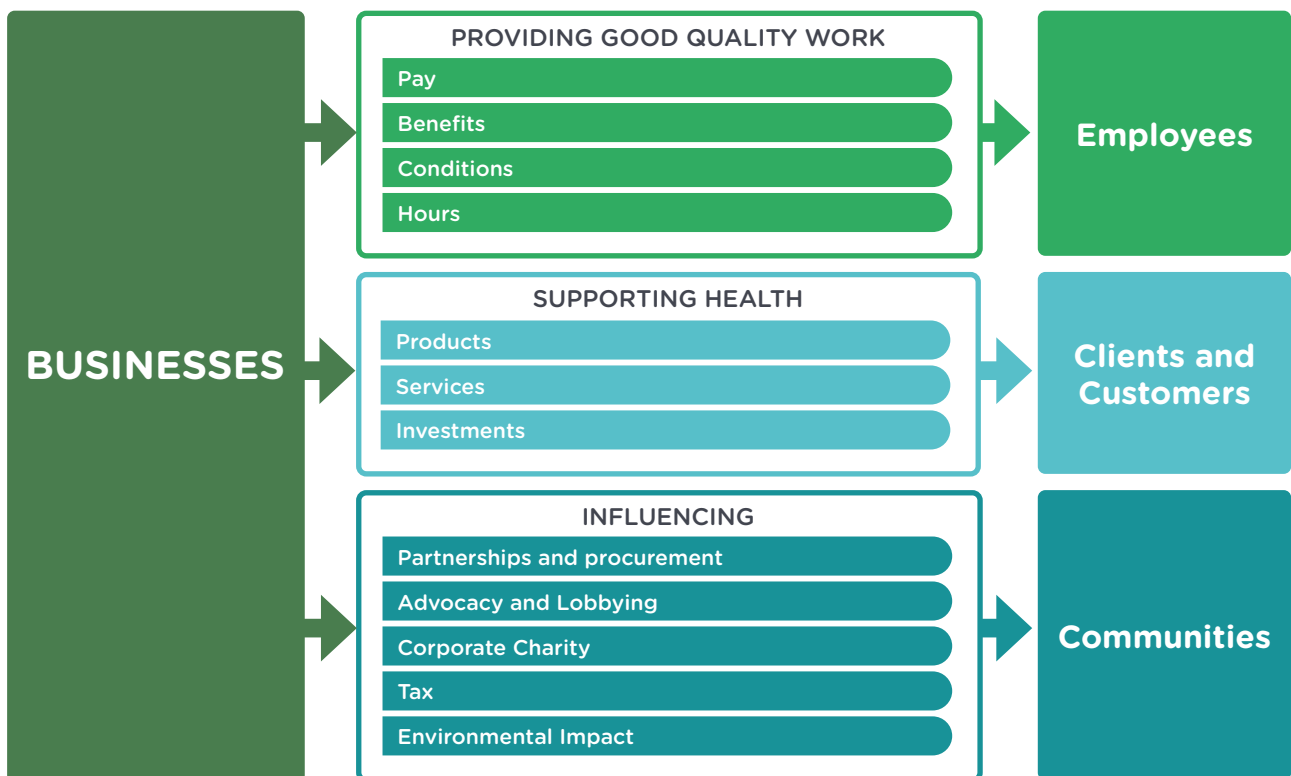 BUSINESSES
PROVIDING GOOD QUALITY WORK
Pay
Benefits
Conditions
Hours
Employees
SUPPORTING HEALTH
Products
Services
Investments
Clients and
Customers
INFLUENCING
Partnerships and procurement
Advocacy and Lobbying
Corporate Charity
Tax
Environmental Impact
Communities